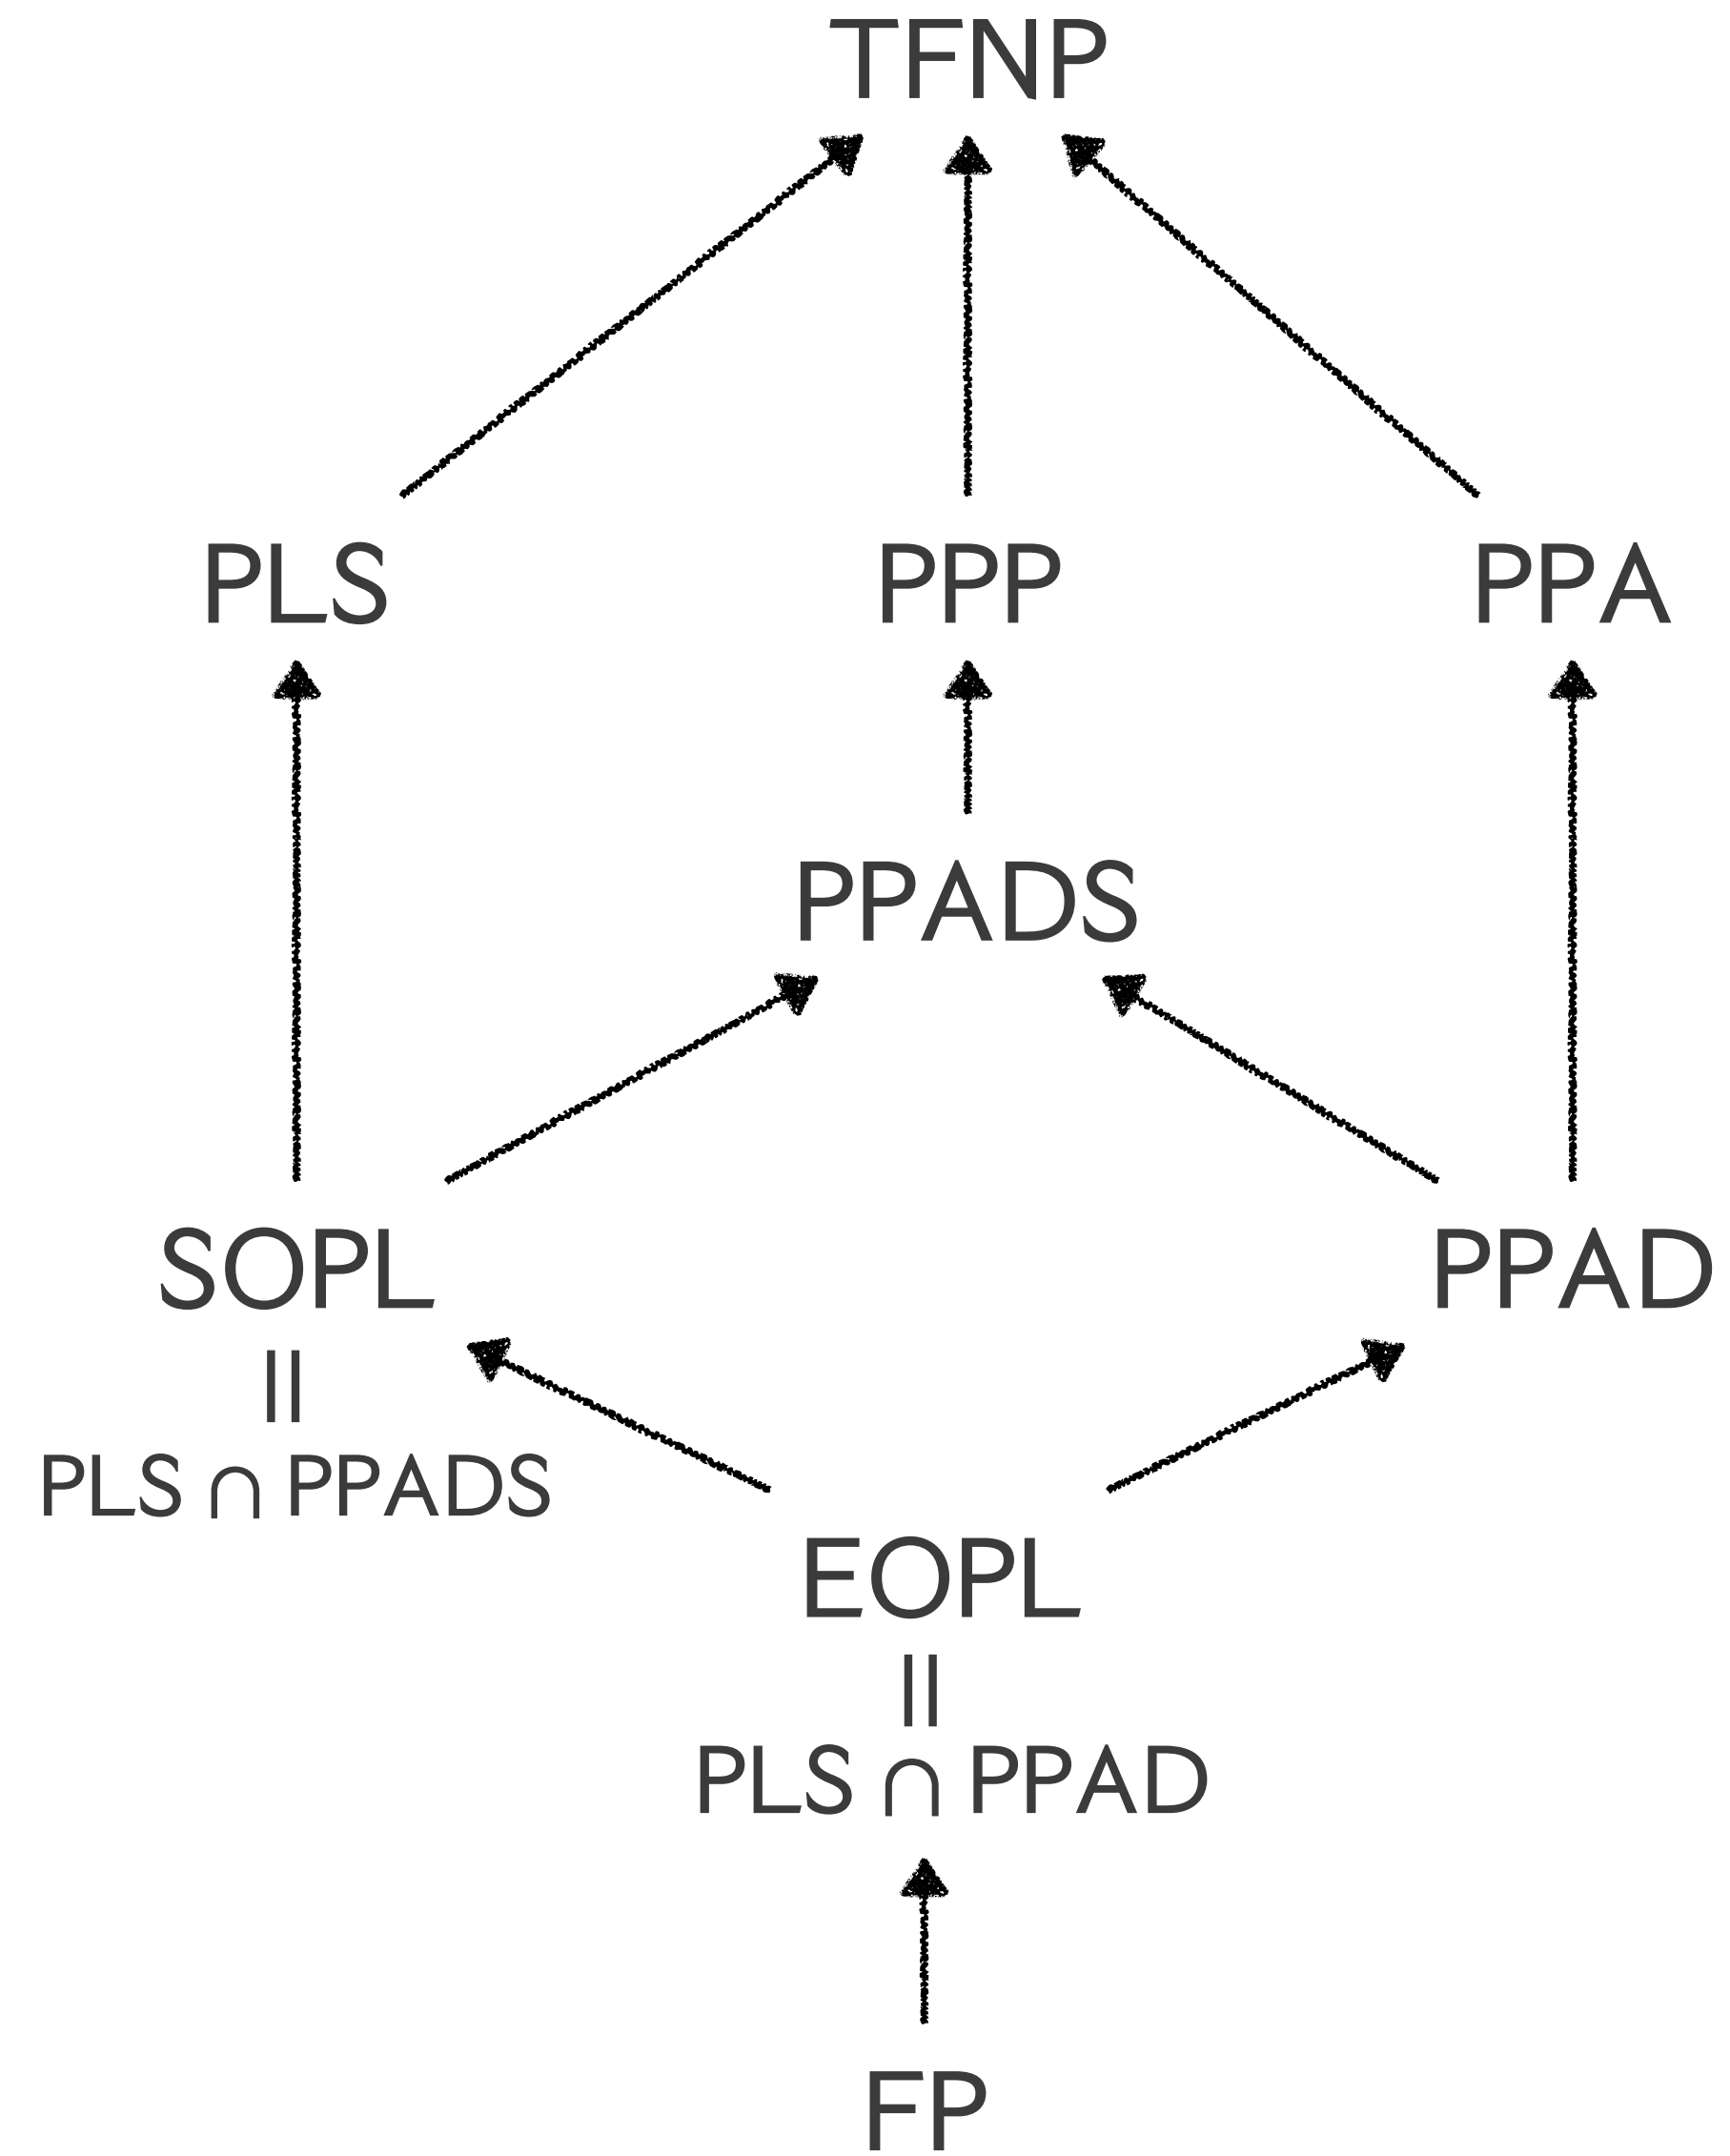 TFNP
PLS PPP PPA
PPADS
SOPL PPAD
=
PLS ∩ PPADS
EOPL
=
PLS ∩ PPAD
FP